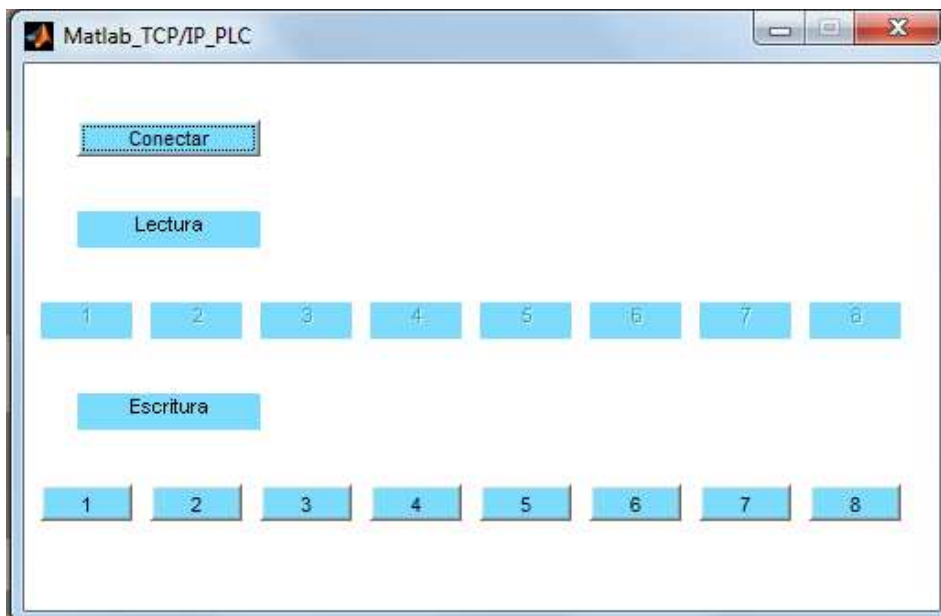 Matlab_TCP/IP_PLC
Conectar
Lectura
1 2 3 4 5 6 7 8
Escritura
1 2 3 4 5 6 7 8